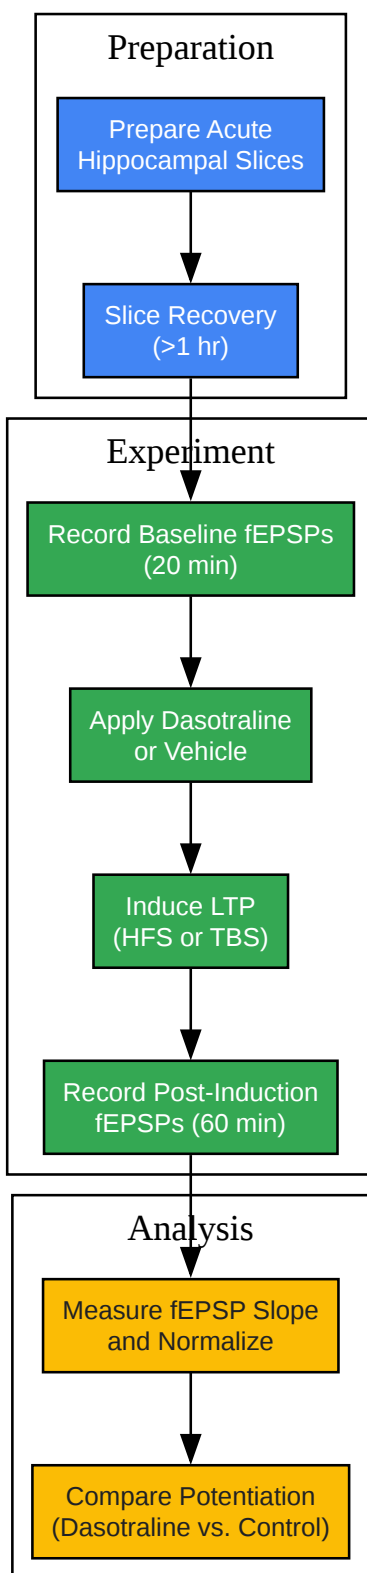 Preparation
Prepare Acute
Hippocampal Slices
Slice Recovery
(>1 hr)
Experiment
Record Baseline fEPSPs
(20 min)
Apply Dasotraline
or Vehicle
Induce LTP
(HFS or TBS)
Record Post-Induction
fEPSPs (60 min)
Analysis
Measure fEPSP Slope
and Normalize
Compare Potentiation
(Dasotraline vs. Control)